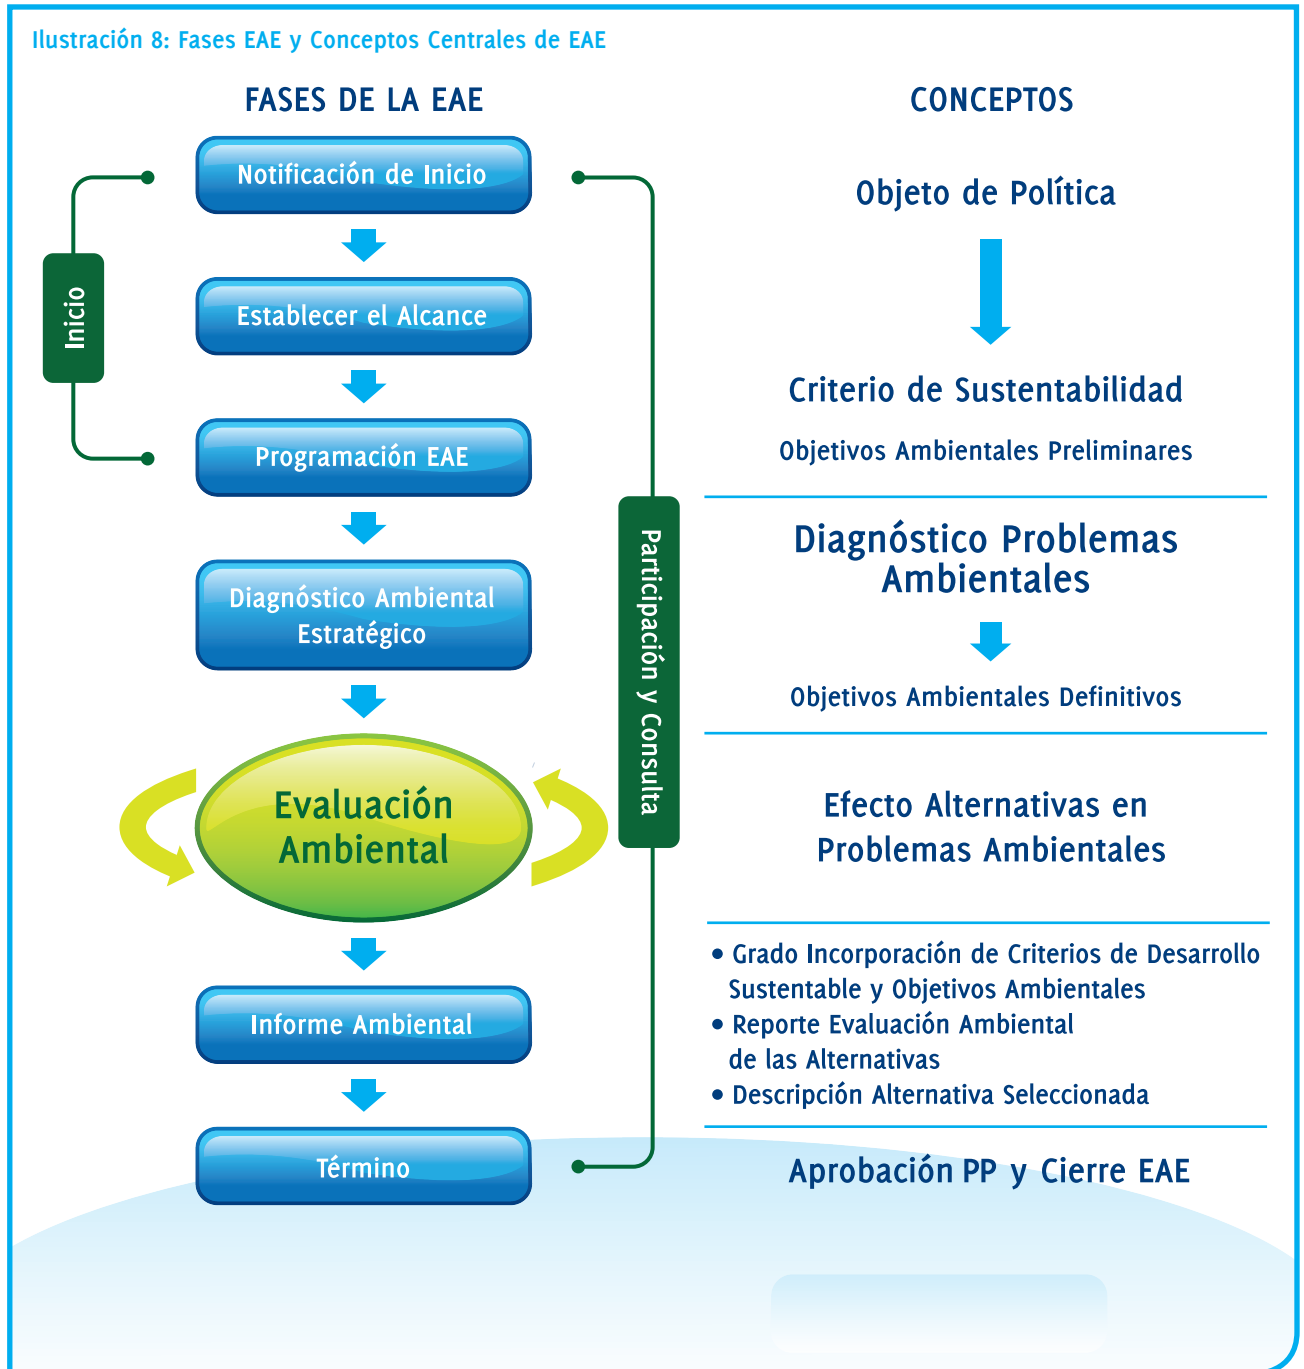 Ilustración 8: Fases EAE y Conceptos Centrales de EAE
FASES DE LA EAE
Notificación de Inicio
Establecer el Alcance
Programación EAE
Diagnóstico Ambiental
Estratégico
Evaluación
Ambiental
Informe Ambiental
Término
Inicio
Participación y Consulta
CONCEPTOS
Objeto de Política
Criterio de Sustentabilidad
Objetivos Ambientales Preliminares
Diagnóstico Problemas
Ambientales
Objetivos Ambientales Definitivos
Efecto Alternativas en
Problemas Ambientales
• Grado Incorporación de Criterios de Desarrollo
Sustentable y Objetivos Ambientales
• Reporte Evaluación Ambiental
de las Alternativas
• Descripción Alternativa Seleccionada
Aprobación PP y Cierre EAE